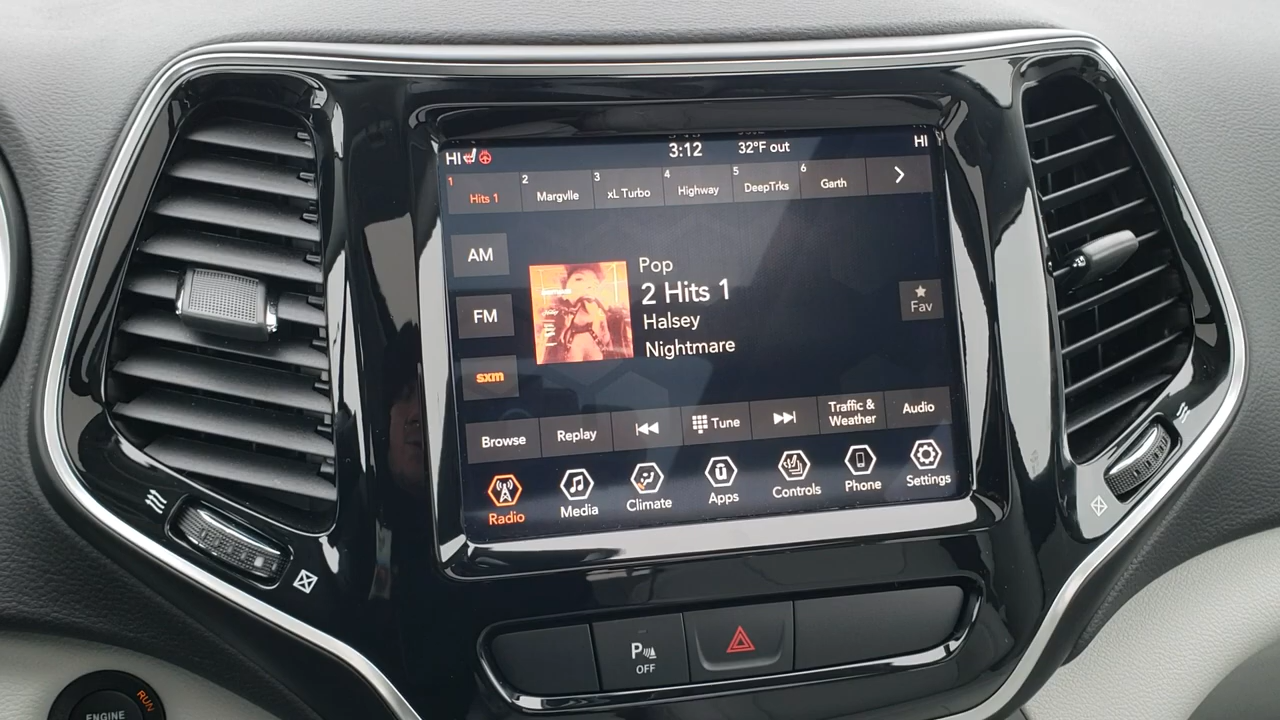 HI 3:12 32°F out HI
1 Hits 1
2 Margvlle
3 xL Turbo
4 Highway
5 DeepTrks
6 Garth
AM
FM
sxm
Pop
2 Hits 1
Halsey
Nightmare
Fav
Browse
Replay
Tune
Traffic &
Weather
Audio
Radio
Media
Climate
Apps
Controls
Phone
Settings
P
OFF
ENGINE
RUN